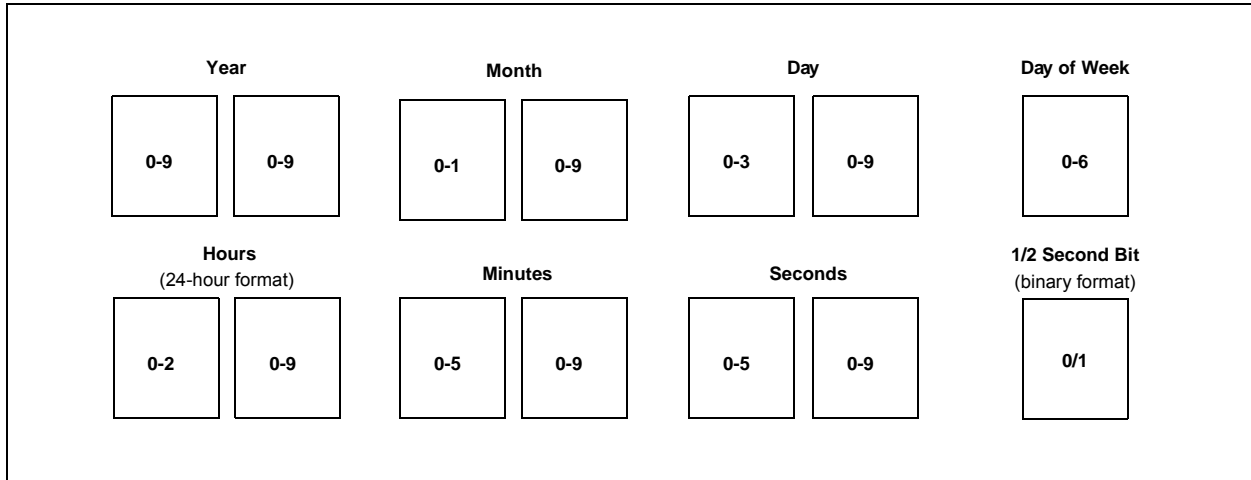 Year Month Day Day of Week
0-9 0-9 0-1 0-9 0-3 0-9 0-6
Hours
(24-hour format)
Minutes Seconds 1/2 Second Bit
(binary format)
0-2 0-9 0-5 0-9 0-5 0-9 0/1